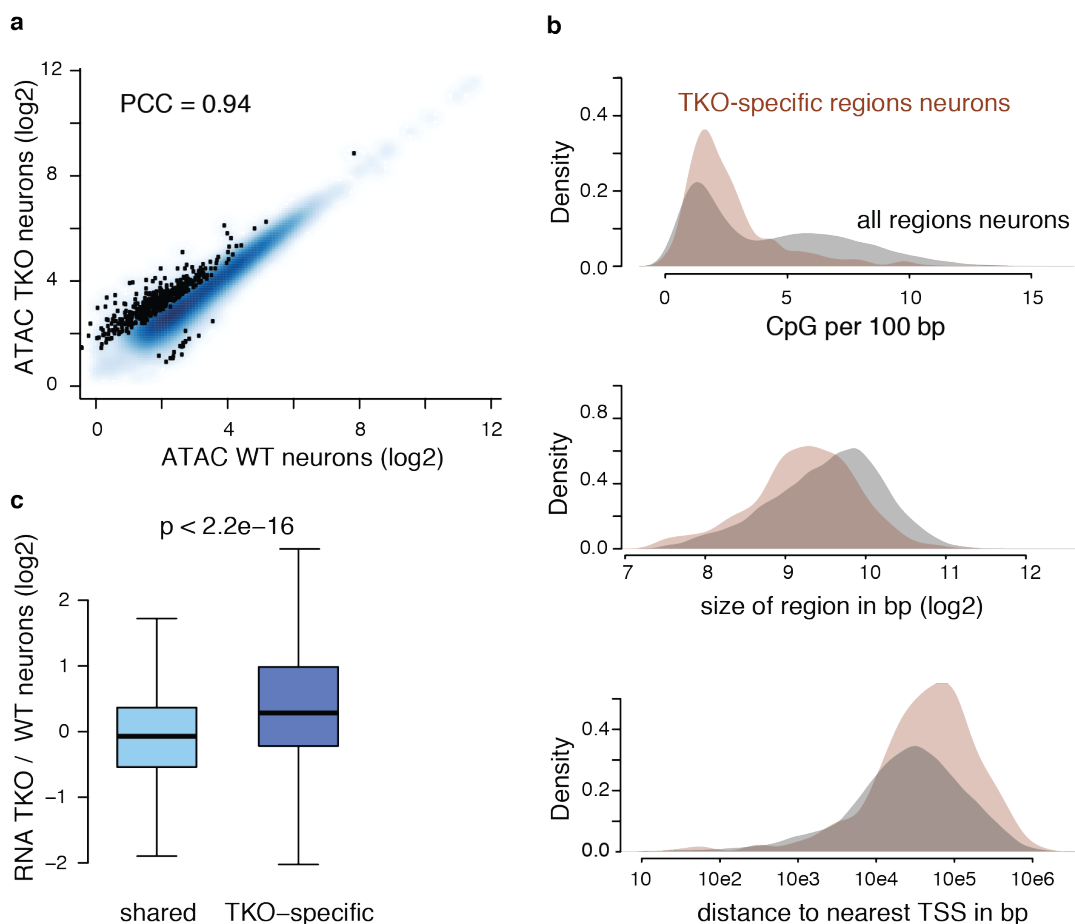 a
ATAC TKO neurons (log2)
12
8
4
0
PCC = 0.94
0
4
8
12
ATAC WT neurons (log2)
b
Density
0.4
0.2
0.0
TKO-specific regions neurons
all regions neurons
0
5
10
15
CpG per 100 bp
Density
0.8
0.4
0.0
7
8
9
10
11
12
size of region in bp (log2)
Density
0.4
0.2
0.0
10
10e2
10e3
10e4
10e5
10e6
distance to nearest TSS in bp
c
p < 2.2e−16
RNA TKO / WT neurons (log2)
2
1
0
−1
−2
shared
TKO−specific